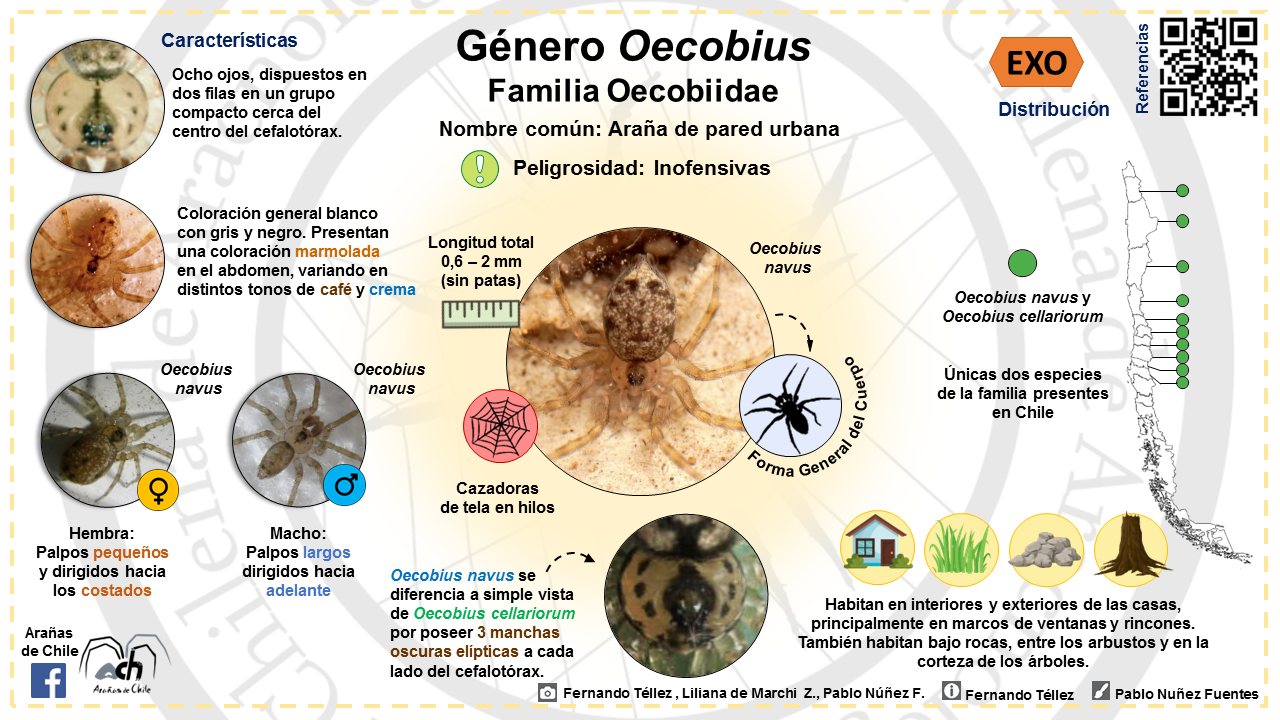 Género Oecobius
Familia Oecobiidae
Nombre común: Araña de pared urbana
Peligrosidad: Inofensivas
Características
Ocho ojos, dispuestos en
dos filas en un grupo
compacto cerca del
centro del cefalotórax.
Coloración general blanco
con gris y negro. Presentan
una coloración marmolada
en el abdomen, variando en
distintos tonos de café y crema
Oecobius
navus
Oecobius
navus
Hembra:
Palpos pequeños
y dirigidos hacia
los costados
Macho:
Palpos largos
dirigidos hacia
adelante
Longitud total
0,6 – 2 mm
(sin patas)
Oecobius
navus
Forma General del Cuerpo
Cazadoras
de tela en hilos
Oecobius navus se
diferencia a simple vista
de Oecobius cellariorum
por poseer 3 manchas
oscuras elípticas a cada
lado del cefalotórax.
EXO
Distribución
Referencias
Oecobius navus y
Oecobius cellariorum
Únicas dos especies
de la familia presentes
en Chile
Habitan en interiores y exteriores de las casas,
principalmente en marcos de ventanas y rincones.
También habitan bajo rocas, entre los arbustos y en la
corteza de los árboles.
Arañas
de Chile
ach
Arañas de Chile
Fernando Téllez , Liliana de Marchi Z., Pablo Núñez F.
Fernando Téllez
Pablo Nuñez Fuentes